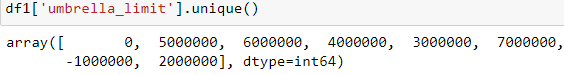 df1['umbrella_limit'].unique()
array([       0,  5000000,  6000000,  4000000,  3000000,  7000000,
       -1000000,  2000000], dtype=int64)